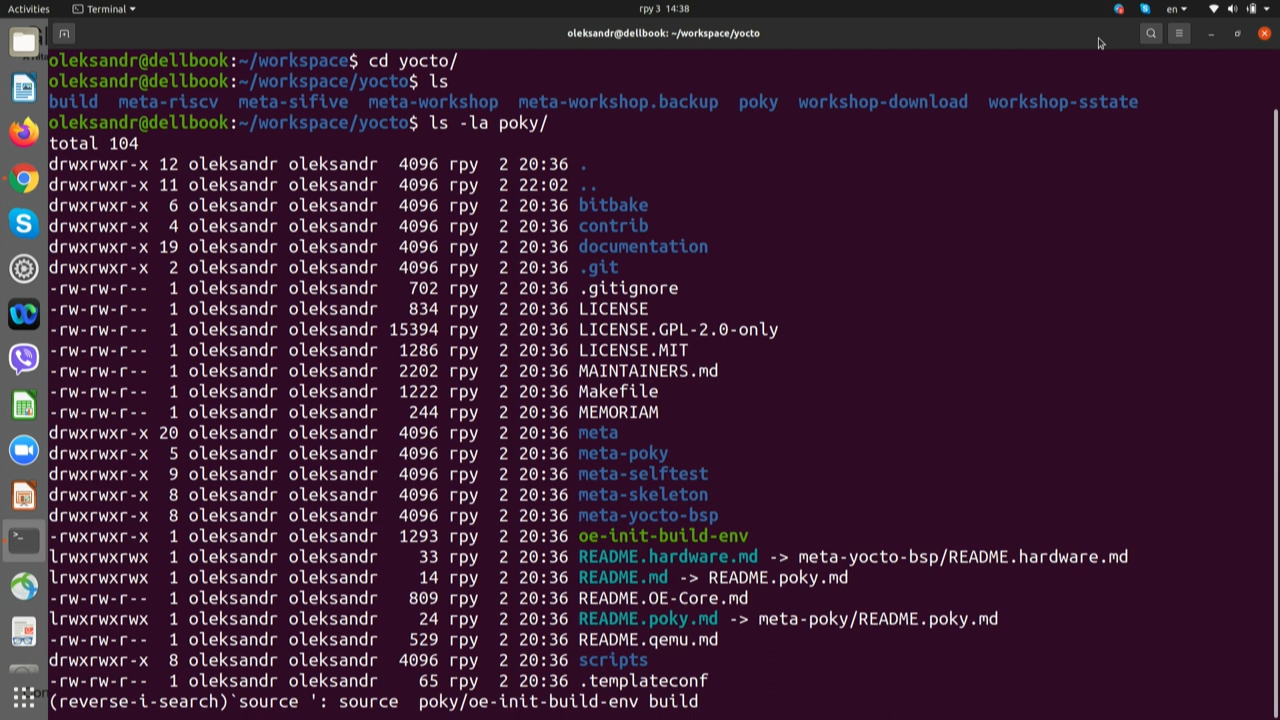 Activities Terminal гру 3 14:38 en
oleksandr@dellbook: ~/workspace/yocto
oleksandr@dellbook:~/workspace$ cd yocto/
oleksandr@dellbook:~/workspace/yocto$ ls
build meta-riscv meta-sifive meta-workshop meta-workshop.backup poky workshop-download workshop-sstate
oleksandr@dellbook:~/workspace/yocto$ ls -la poky/
total 104
drwxrwxr-x 12 oleksandr oleksandr 4096 гру 2 20:36 .
drwxrwxr-x 11 oleksandr oleksandr 4096 гру 2 22:02 ..
drwxrwxr-x 6 oleksandr oleksandr 4096 гру 2 20:36 bitbake
drwxrwxr-x 4 oleksandr oleksandr 4096 гру 2 20:36 contrib
drwxrwxr-x 19 oleksandr oleksandr 4096 гру 2 20:36 documentation
drwxrwxr-x 2 oleksandr oleksandr 4096 гру 2 20:36 .git
-rw-rw-r-- 1 oleksandr oleksandr 702 гру 2 20:36 .gitignore
-rw-rw-r-- 1 oleksandr oleksandr 834 гру 2 20:36 LICENSE
-rw-rw-r-- 1 oleksandr oleksandr 15394 гру 2 20:36 LICENSE.GPL-2.0-only
-rw-rw-r-- 1 oleksandr oleksandr 1286 гру 2 20:36 LICENSE.MIT
-rw-rw-r-- 1 oleksandr oleksandr 2202 гру 2 20:36 MAINTAINERS.md
-rw-rw-r-- 1 oleksandr oleksandr 1222 гру 2 20:36 Makefile
-rw-rw-r-- 1 oleksandr oleksandr 244 гру 2 20:36 MEMORIAM
drwxrwxr-x 20 oleksandr oleksandr 4096 гру 2 20:36 meta
drwxrwxr-x 5 oleksandr oleksandr 4096 гру 2 20:36 meta-poky
drwxrwxr-x 9 oleksandr oleksandr 4096 гру 2 20:36 meta-selftest
drwxrwxr-x 8 oleksandr oleksandr 4096 гру 2 20:36 meta-skeleton
drwxrwxr-x 8 oleksandr oleksandr 4096 гру 2 20:36 meta-yocto-bsp
-rwxrwxr-x 1 oleksandr oleksandr 1293 гру 2 20:36 oe-init-build-env
lrwxrwxrwx 1 oleksandr oleksandr 33 гру 2 20:36 README.hardware.md -> meta-yocto-bsp/README.hardware.md
lrwxrwxrwx 1 oleksandr oleksandr 14 гру 2 20:36 README.md -> README.poky.md
-rw-rw-r-- 1 oleksandr oleksandr 809 гру 2 20:36 README.OE-Core.md
lrwxrwxrwx 1 oleksandr oleksandr 24 гру 2 20:36 README.poky.md -> meta-poky/README.poky.md
-rw-rw-r-- 1 oleksandr oleksandr 529 гру 2 20:36 README.qemu.md
drwxrwxr-x 8 oleksandr oleksandr 4096 гру 2 20:36 scripts
-rw-rw-r-- 1 oleksandr oleksandr 65 гру 2 20:36 .templateconf
(reverse-i-search)`source ': source  poky/oe-init-build-env build